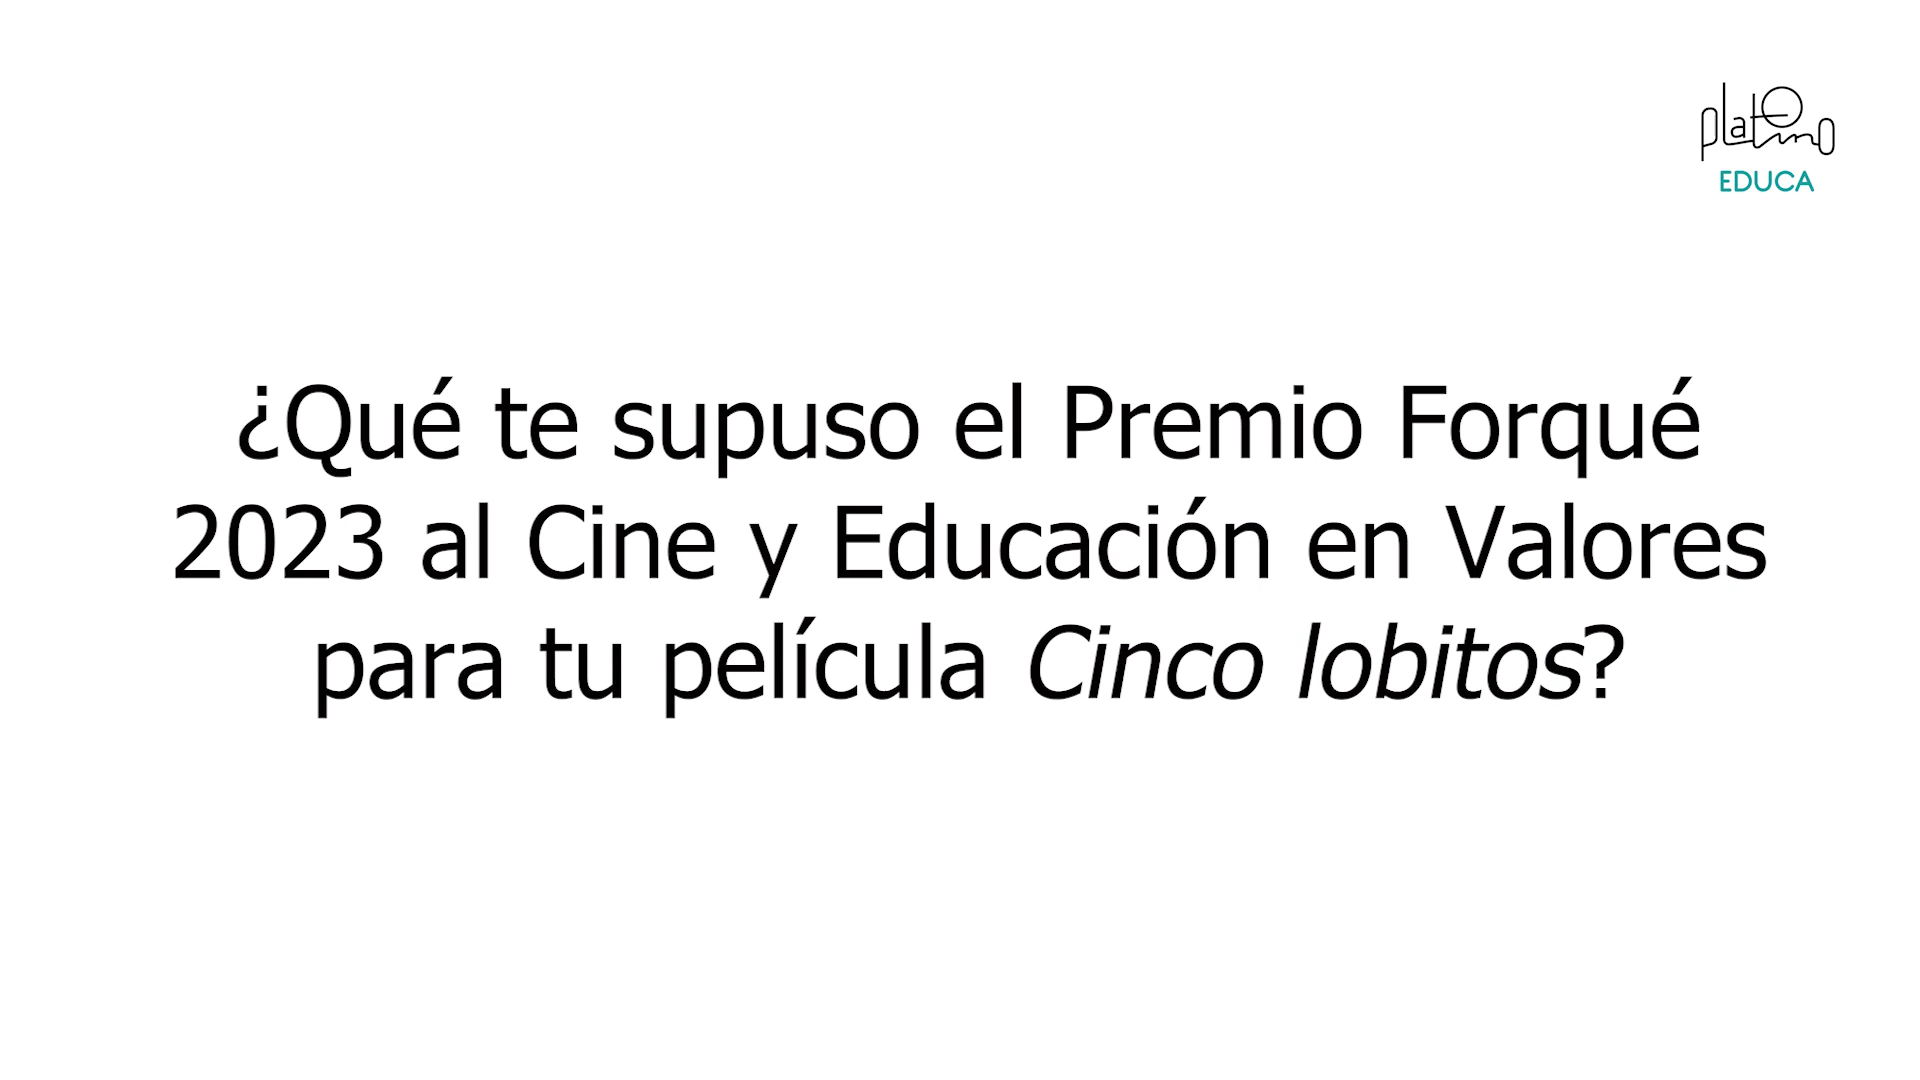 platino
EDUCA
¿Qué te supuso el Premio Forqué
2023 al Cine y Educación en Valores
para tu película Cinco lobitos?